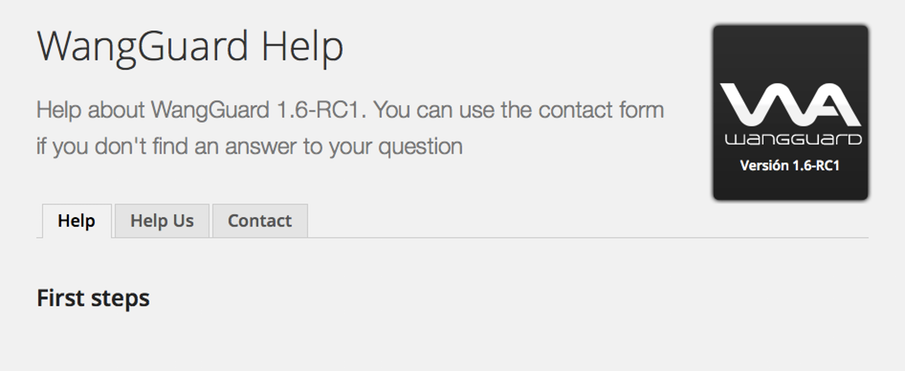 WangGuard Help
Help about WangGuard 1.6-RC1. You can use the contact form
if you don't find an answer to your question
WA
WANGGUARD
Versión 1.6-RC1
Help
Help Us
Contact
First steps